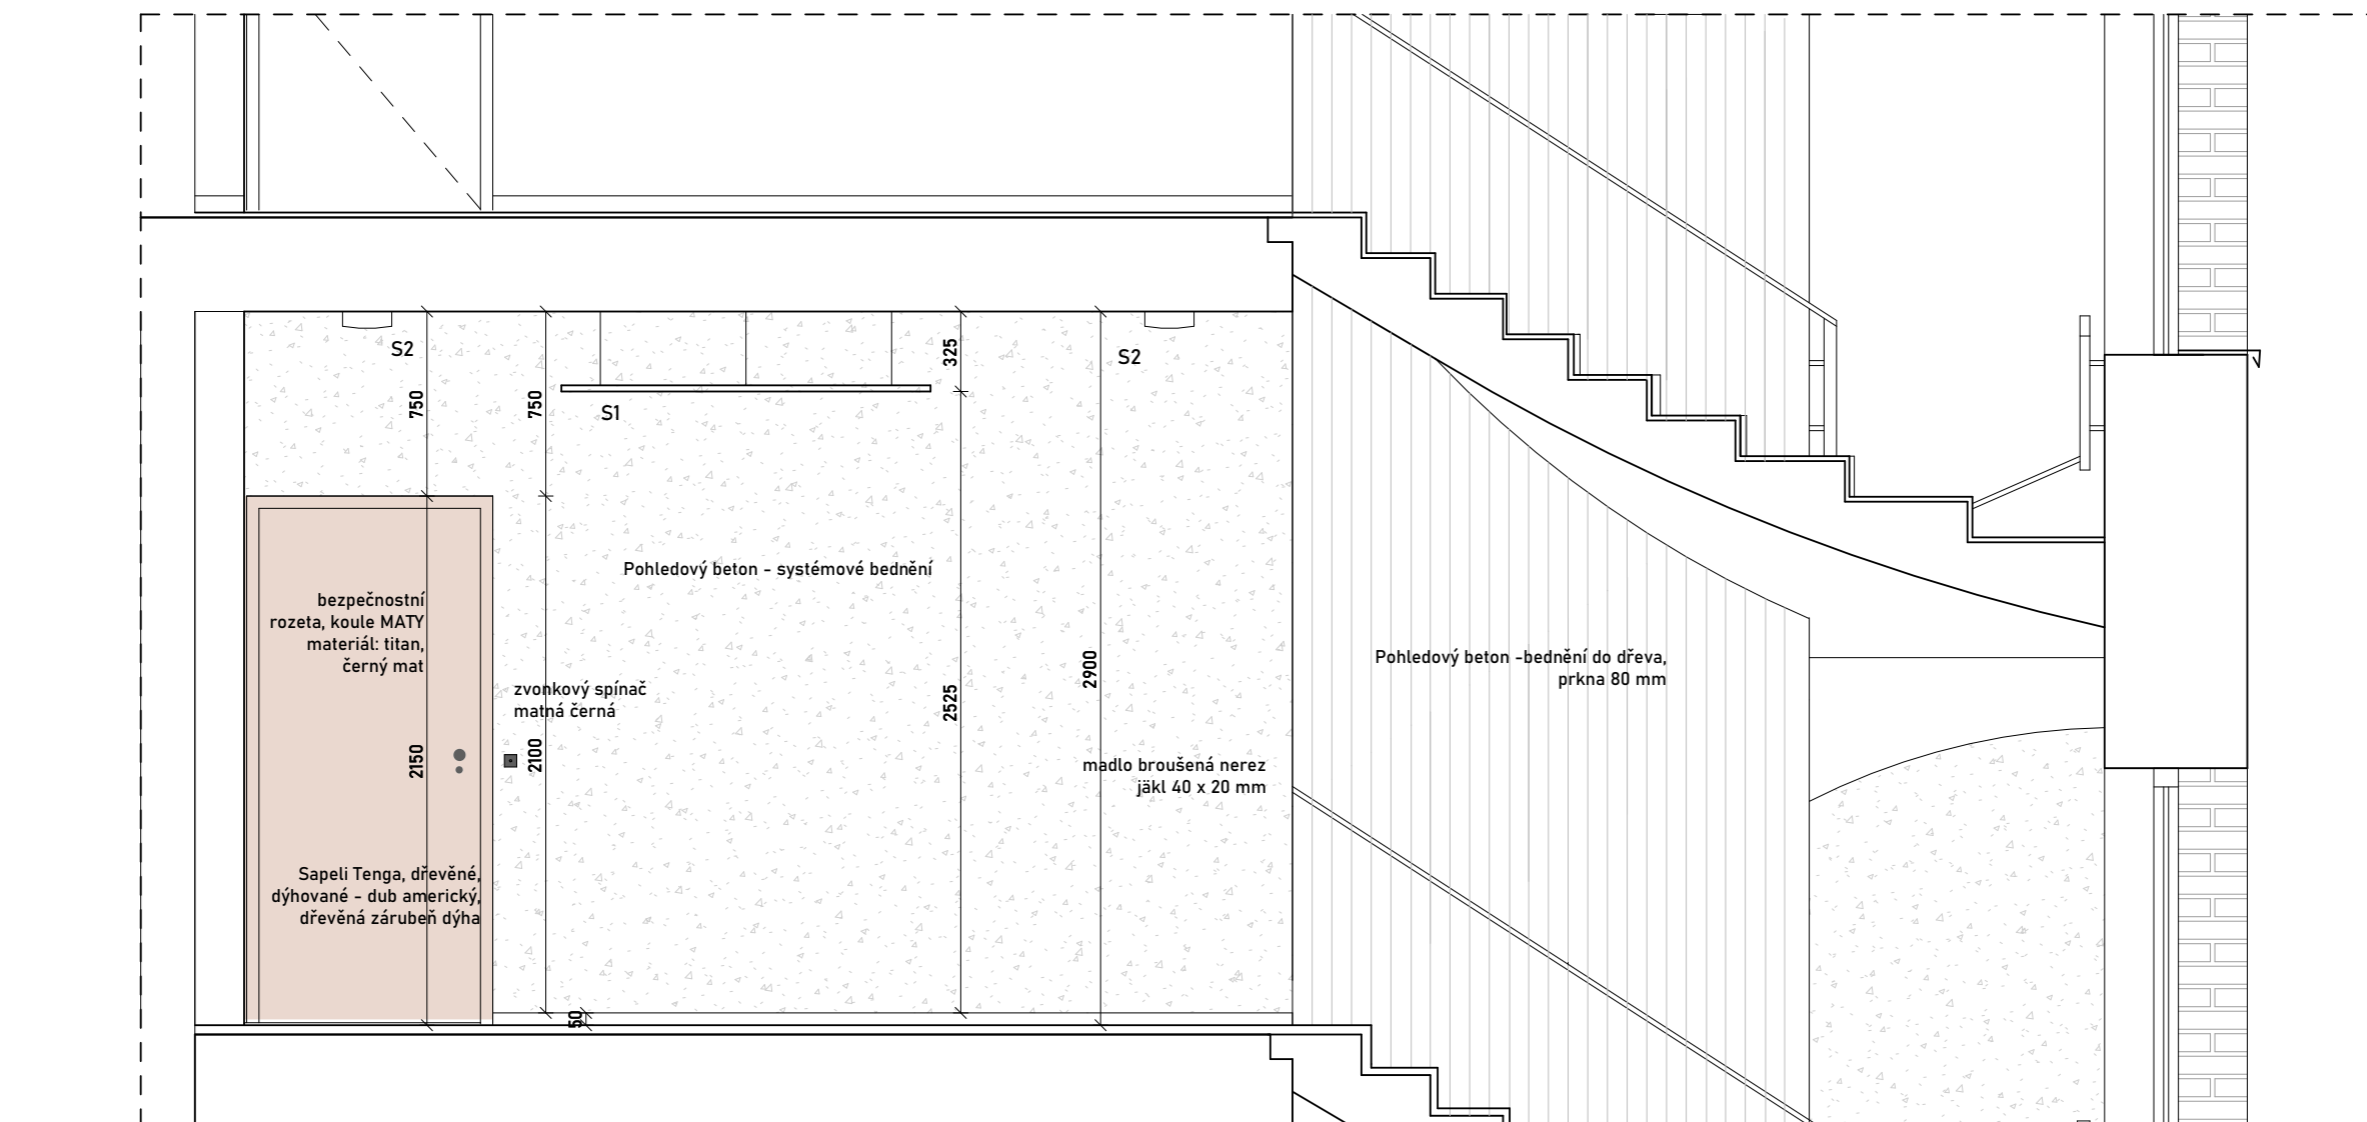 S2
325
S2
750
750
S1
Pohledový beton - systémové bednění
bezpečnostní
rozeta, koule MATY
materiál: titan,
černý mat
zvonkový spínač
matná černá
2900
2525
Pohledový beton -bednění do dřeva,
prkna 80 mm
2150
2100
madlo broušená nerez
jäkl 40 x 20 mm
Sapeli Tenga, dřevěné,
dýhované - dub americký,
dřevěná zárubeň dýha
50